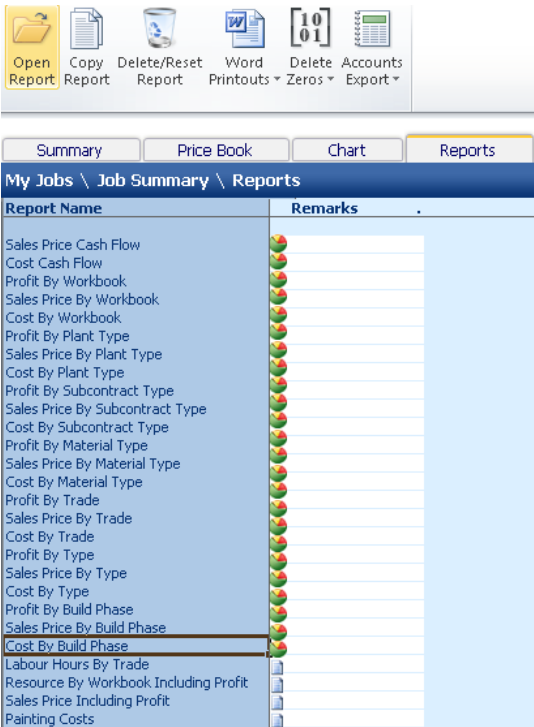 Open Report
Copy Report
Delete/Reset Report
Word Printouts
Delete Zeros
Accounts Export
Summary
Price Book
Chart
Reports
My Jobs \ Job Summary \ Reports
Report Name Remarks .
Sales Price Cash Flow
Cost Cash Flow
Profit By Workbook
Sales Price By Workbook
Cost By Workbook
Profit By Plant Type
Sales Price By Plant Type
Cost By Plant Type
Profit By Subcontract Type
Sales Price By Subcontract Type
Cost By Subcontract Type
Profit By Material Type
Sales Price By Material Type
Cost By Material Type
Profit By Trade
Sales Price By Trade
Cost By Trade
Profit By Type
Sales Price By Type
Cost By Type
Profit By Build Phase
Sales Price By Build Phase
Cost By Build Phase
Labour Hours By Trade
Resource By Workbook Including Profit
Sales Price Including Profit
Painting Costs